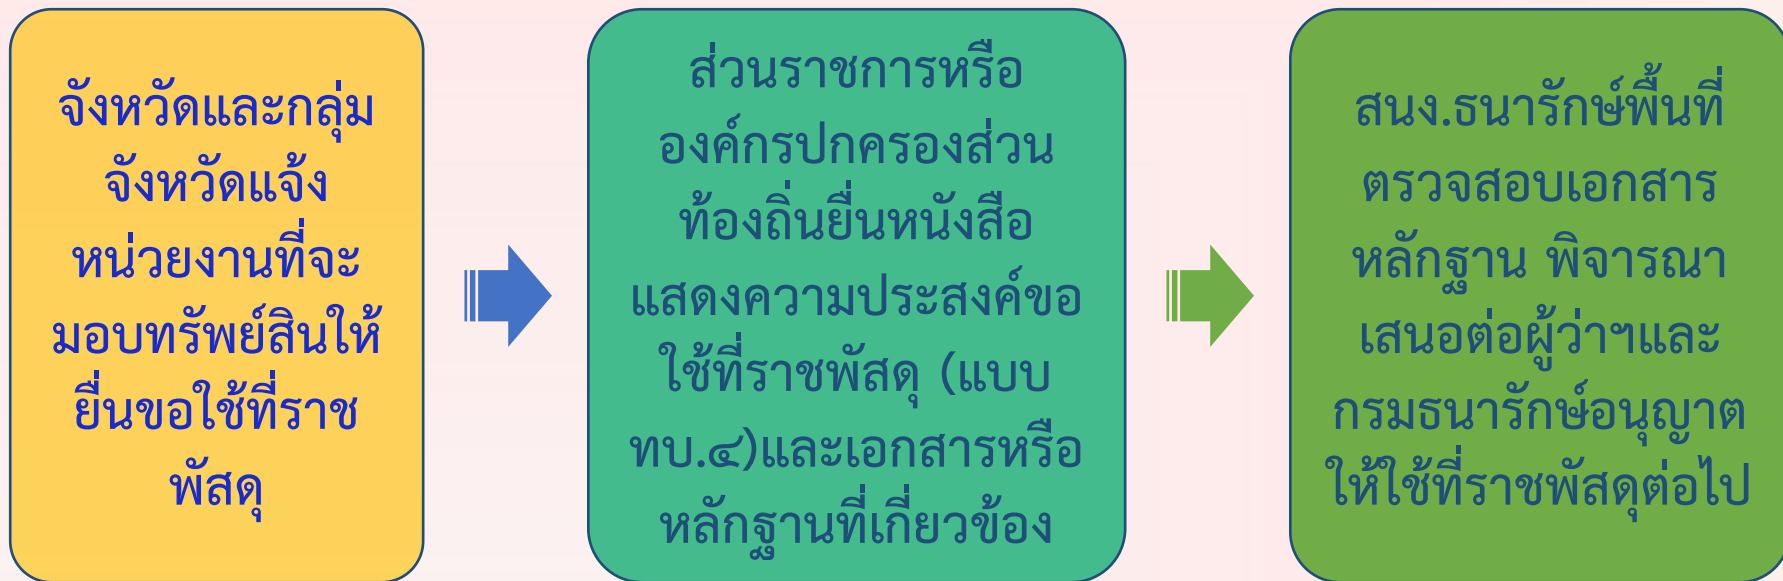 จังหวัดและกลุ่ม
จังหวัดแจ้ง
หน่วยงานที่จะ
มอบทรัพย์สินให้
ยื่นขอใช้ที่ราช
พัสดุ
ส่วนราชการหรือ
องค์กรปกครองส่วน
ท้องถิ่นยื่นหนังสือ
แสดงความประสงค์ขอ
ใช้ที่ราชพัสดุ (แบบ
ทบ.๔)และเอกสารหรือ
หลักฐานที่เกี่ยวข้อง
สนง.ธนารักษ์พื้นที่
ตรวจสอบเอกสาร
หลักฐาน พิจารณา
เสนอต่อผู้ว่าฯและ
กรมธนารักษ์อนุญาต
ให้ใช้ที่ราชพัสดุต่อไป